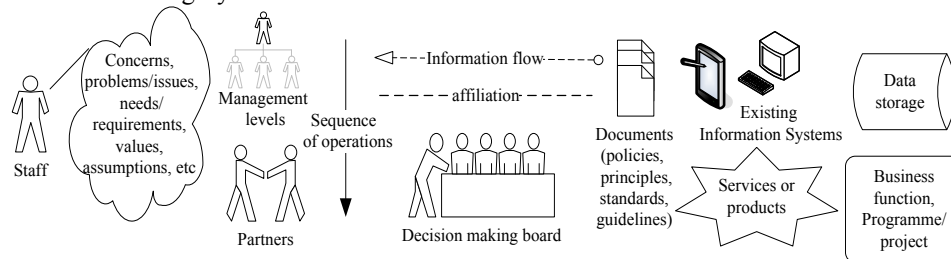 Concerns,
problems/issues,
needs/
requirements,
values,
assumptions, etc
Staff
Management
levels
Partners
Sequence
of operations
Information flow
affiliation
Decision making board
Documents
(policies,
principles,
standards,
guidelines)
Existing
Information Systems
Services or
products
Data
storage
Business
function,
Programme/
project